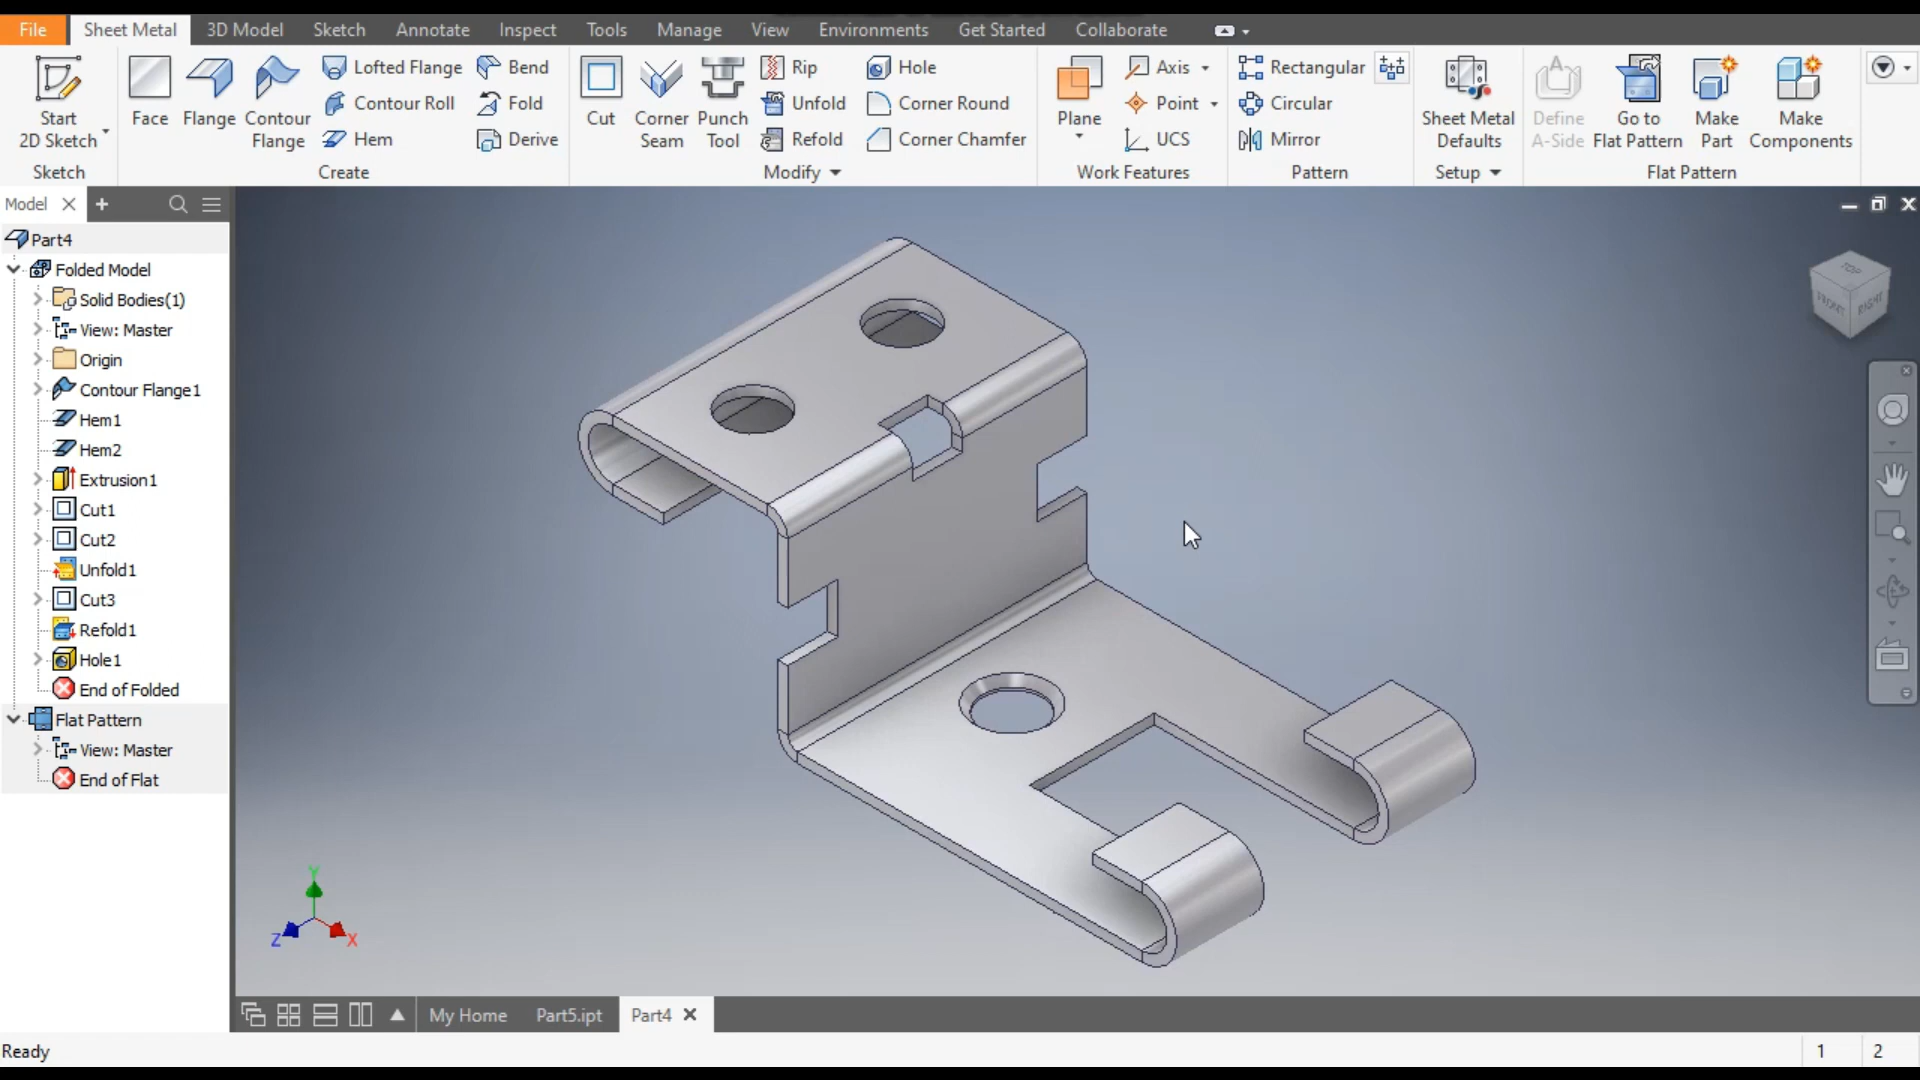 File Sheet Metal 3D Model Sketch Annotate Inspect Tools Manage View Environments Get Started Collaborate
Start 2D Sketch
Face
Flange
Contour Flange
Lofted Flange
Contour Roll
Hem
Bend
Fold
Derive
Cut
Corner Seam
Punch Tool
Rip
Unfold
Refold
Hole
Corner Round
Corner Chamfer
Plane
Axis
Point
UCS
Rectangular
Circular
Mirror
Sheet Metal Defaults
Define A-Side
Go to Flat Pattern
Make Part
Make Components
Sketch Create Modify Work Features Pattern Setup Flat Pattern
Model
Part4
Folded Model
Solid Bodies(1)
View: Master
Origin
Contour Flange1
Hem1
Hem2
Extrusion1
Cut1
Cut2
Unfold1
Cut3
Refold1
Hole1
End of Folded
Flat Pattern
View: Master
End of Flat
TOP
FRONT
RIGHT
Y
Z
X
My Home Part5.ipt Part4
Ready 1 2